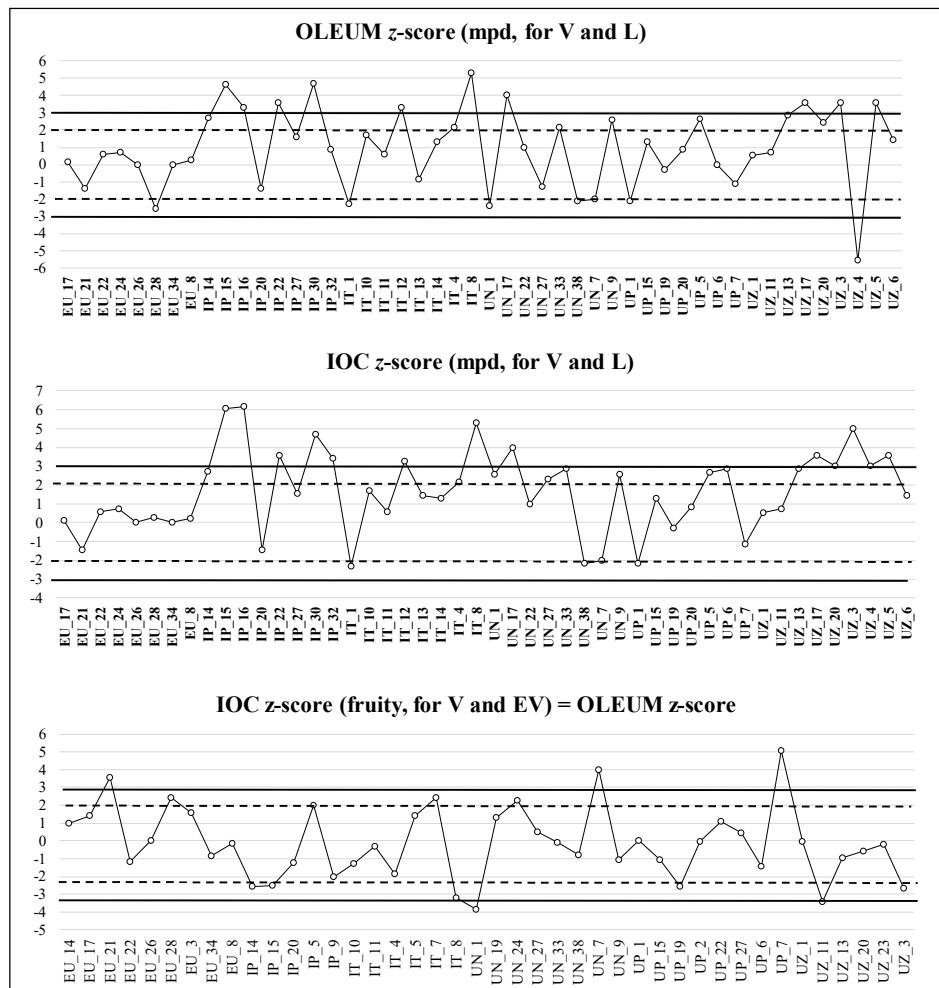 OLEUM z-score (mpd, for V and L)
6
5
4
3
2
1
0
-1
-2
-3
-4
-5
-6
EU_17
EU_21
EU_22
EU_24
EU_26
EU_28
EU_34
EU_8
IP_14
IP_15
IP_16
IP_20
IP_22
IP_27
IP_30
IP_32
IT_1
IT_10
IT_11
IT_12
IT_13
IT_14
IT_4
IT_8
UN_1
UN_17
UN_22
UN_27
UN_33
UN_38
UN_7
UN_9
UP_1
UP_15
UP_19
UP_20
UP_5
UP_6
UP_7
UZ_1
UZ_11
UZ_13
UZ_17
UZ_20
UZ_3
UZ_4
UZ_5
UZ_6
IOC z-score (mpd, for V and L)
7
6
5
4
3
2
1
0
-1
-2
-3
-4
EU_17
EU_21
EU_22
EU_24
EU_26
EU_28
EU_34
EU_8
IP_14
IP_15
IP_16
IP_20
IP_22
IP_27
IP_30
IP_32
IT_1
IT_10
IT_11
IT_12
IT_13
IT_14
IT_4
IT_8
UN_1
UN_17
UN_22
UN_27
UN_33
UN_38
UN_7
UN_9
UP_1
UP_15
UP_19
UP_20
UP_5
UP_6
UP_7
UZ_1
UZ_11
UZ_13
UZ_17
UZ_20
UZ_3
UZ_4
UZ_5
UZ_6
IOC z-score (fruity, for V and EV) = OLEUM z-score
5
4
3
2
1
0
-1
-2
-3
-4
-5
EU_14
EU_17
EU_21
EU_22
EU_26
EU_28
EU_3
EU_34
EU_8
IP_14
IP_15
IP_20
IP_5
IP_9
IT_10
IT_11
IT_4
IT_5
IT_7
IT_8
UN_1
UN_19
UN_24
UN_27
UN_33
UN_38
UN_7
UN_9
UP_1
UP_15
UP_19
UP_2
UP_22
UP_27
UP_6
UP_7
UZ_1
UZ_11
UZ_13
UZ_20
UZ_23
UZ_3